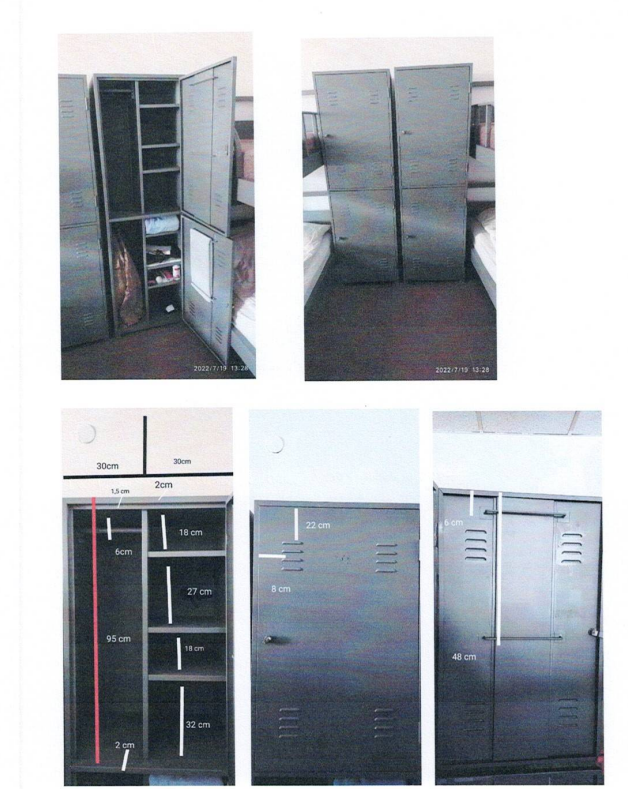 2022/7/19 13:28
2022/7/19 13:28
30cm
30cm
1,5 cm
2cm
6cm
18 cm
27 cm
95 cm
18 cm
32 cm
2 cm
22 cm
8 cm
6 cm
48 cm